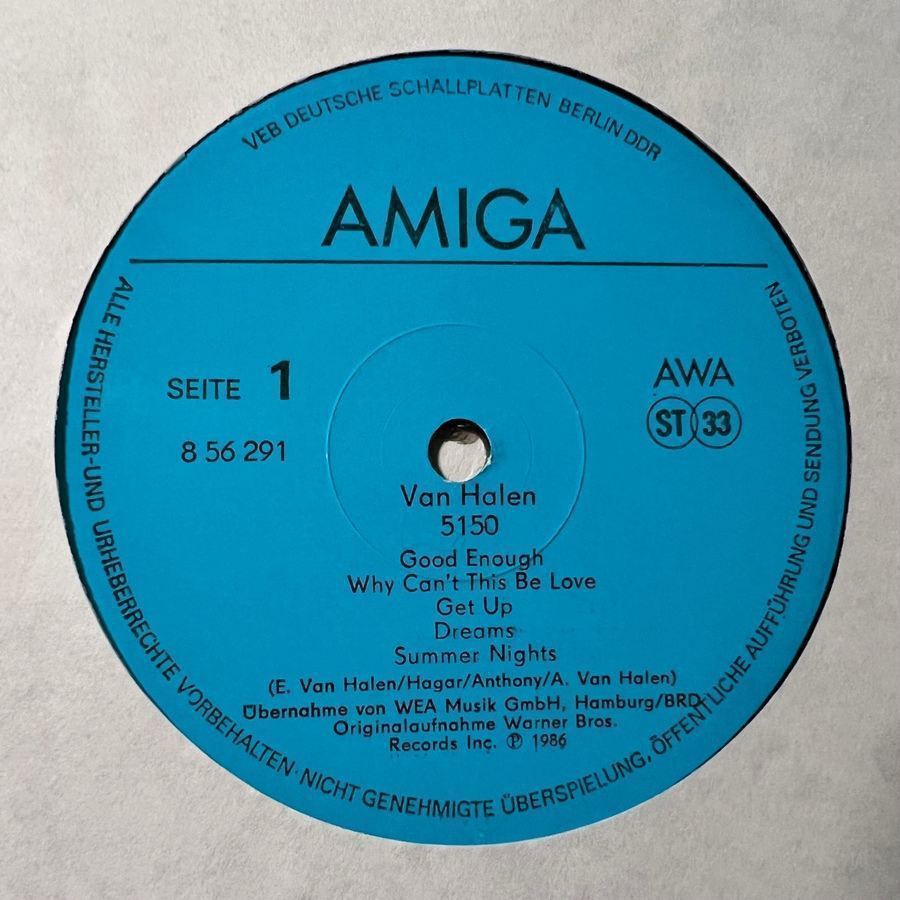 VEB DEUTSCHE SCHALLPLATTEN BERLIN DDR
AMIGA
SEITE 1
8 56 291
AWA
ST 33
Van Halen
5150
Good Enough
Why Can't This Be Love
Get Up
Dreams
Summer Nights
(E. Van Halen/Hagar/Anthony/A. Van Halen)
Übernahme von WEA Musik GmbH, Hamburg/BRD.
Originalaufnahme Warner Bros.
Records Inc. ℗ 1986
ALLE HERSTELLER-UND URHEBERRECHTE VORBEHALTEN· NICHT GENEHMIGTE ÜBERSPIELUNG, ÖFFENTLICHE AUFFÜHRUNG UND SENDUNG VERBOTEN